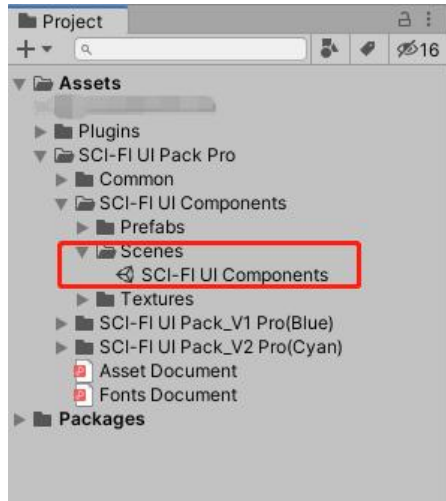 Project
16
Assets
Plugins
SCI-FI UI Pack Pro
Common
SCI-FI UI Components
Prefabs
Scenes
SCI-FI UI Components
Textures
SCI-FI UI Pack_V1 Pro(Blue)
SCI-FI UI Pack_V2 Pro(Cyan)
Asset Document
Fonts Document
Packages